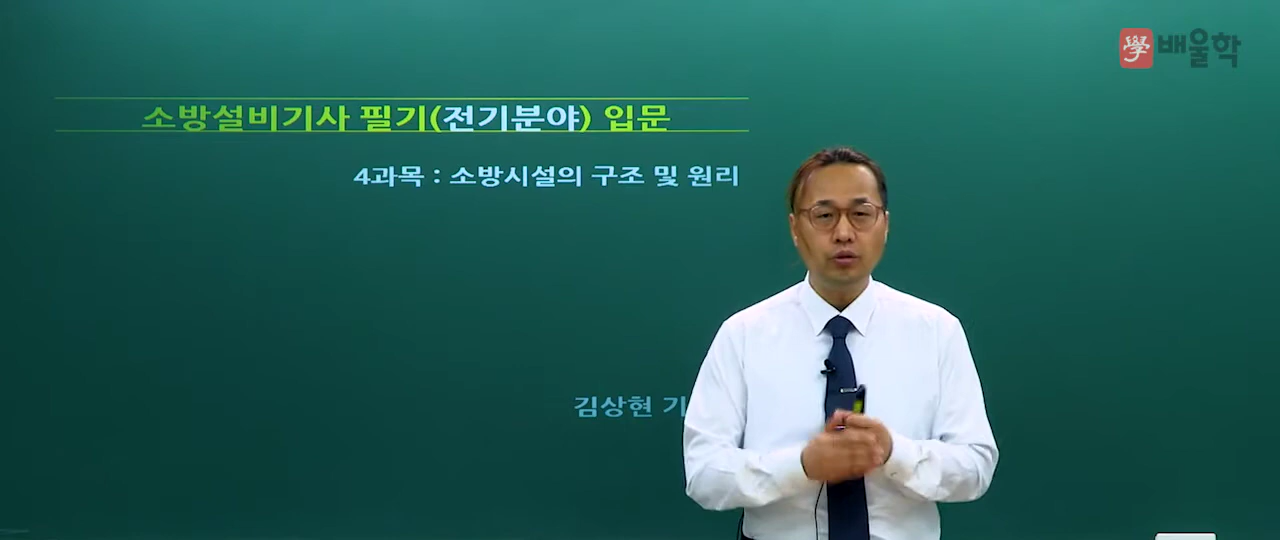 學 배울학
소방설비기사 필기(전기분야) 입문
4과목 : 소방시설의 구조 및 원리
김상현 기